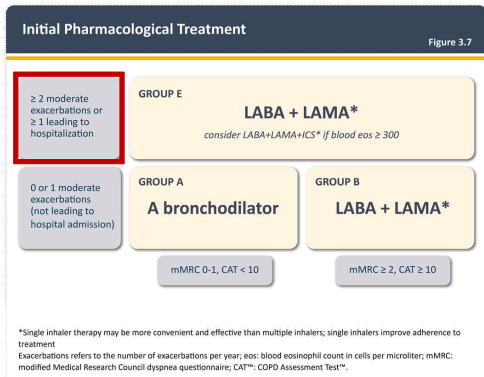 Initial Pharmacological Treatment
Figure 3.7
≥ 2 moderate
exacerbations or
≥ 1 leading to
hospitalization
GROUP E
LABA + LAMA*
consider LABA+LAMA+ICS* if blood eos ≥ 300
0 or 1 moderate
exacerbations
(not leading to
hospital admission)
GROUP A
A bronchodilator
GROUP B
LABA + LAMA*
mMRC 0-1, CAT < 10
mMRC ≥ 2, CAT ≥ 10
*Single inhaler therapy may be more convenient and effective than multiple inhalers; single inhalers improve adherence to
treatment
Exacerbations refers to the number of exacerbations per year; eos: blood eosinophil count in cells per microliter; mMRC:
modified Medical Research Council dyspnea questionnaire; CAT™: COPD Assessment Test™.